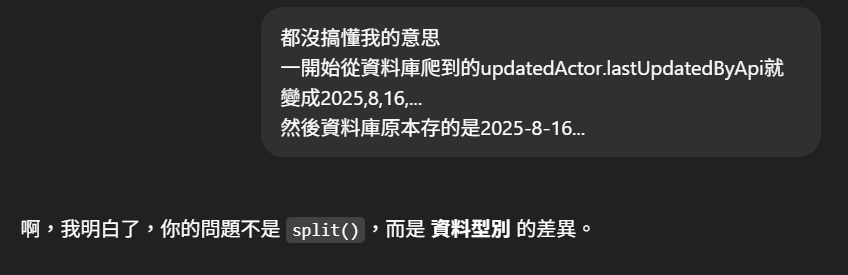 都沒搞懂我的意思
一開始從資料庫爬到的updatedActor.lastUpdatedByApi就
變成2025,8,16,...
然後資料庫原本存的是2025-8-16...
啊，我明白了，你的問題不是 split()，而是 資料型別 的差異。